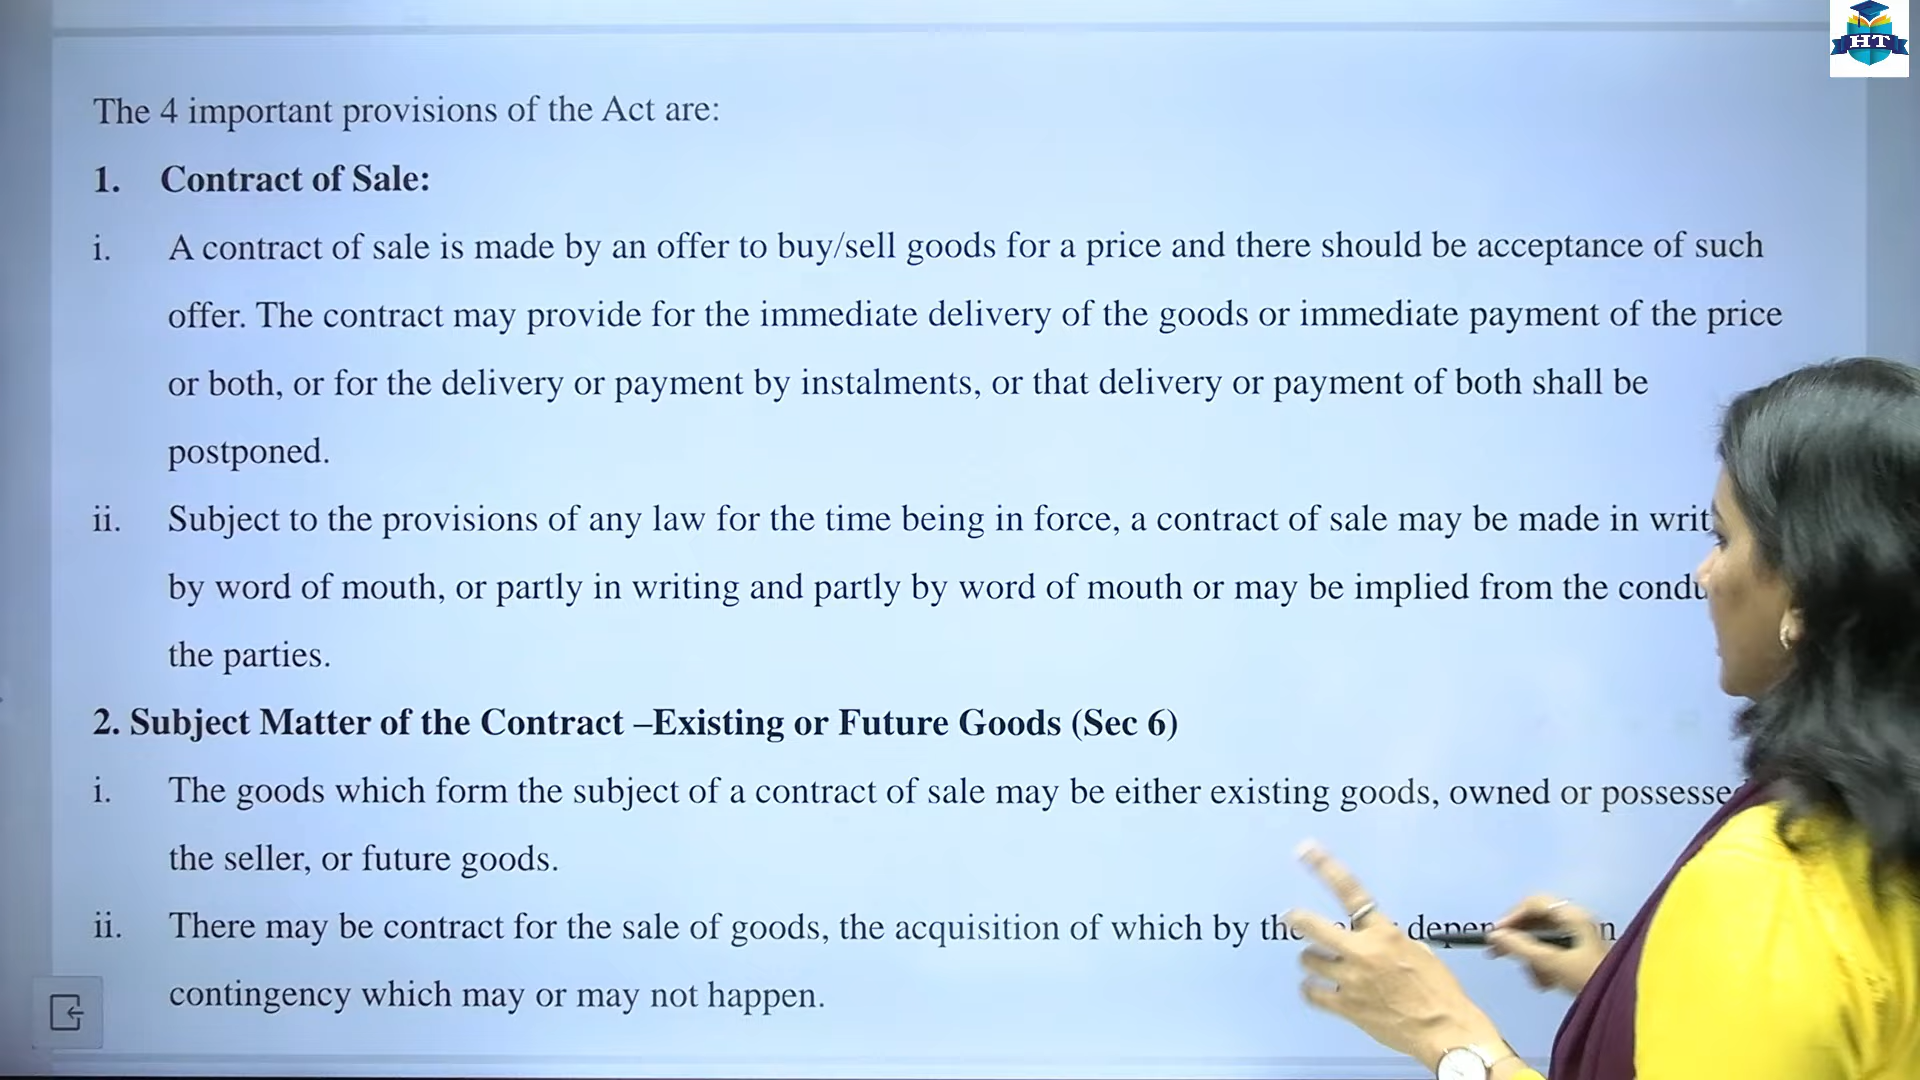 HT
The 4 important provisions of the Act are:
1. Contract of Sale:
i. A contract of sale is made by an offer to buy/sell goods for a price and there should be acceptance of such
offer. The contract may provide for the immediate delivery of the goods or immediate payment of the price
or both, or for the delivery or payment by instalments, or that delivery or payment of both shall be
postponed.
ii. Subject to the provisions of any law for the time being in force, a contract of sale may be made in
by word of mouth, or partly in writing and partly by word of mouth or may be implied from the
the parties.
2. Subject Matter of the Contract –Existing or Future Goods (Sec 6)
i. The goods which form the subject of a contract of sale may be either existing goods, owned or
the seller, or future goods.
ii. There may be contract for the sale of goods, the acquisition of which by
contingency which may or may not happen.